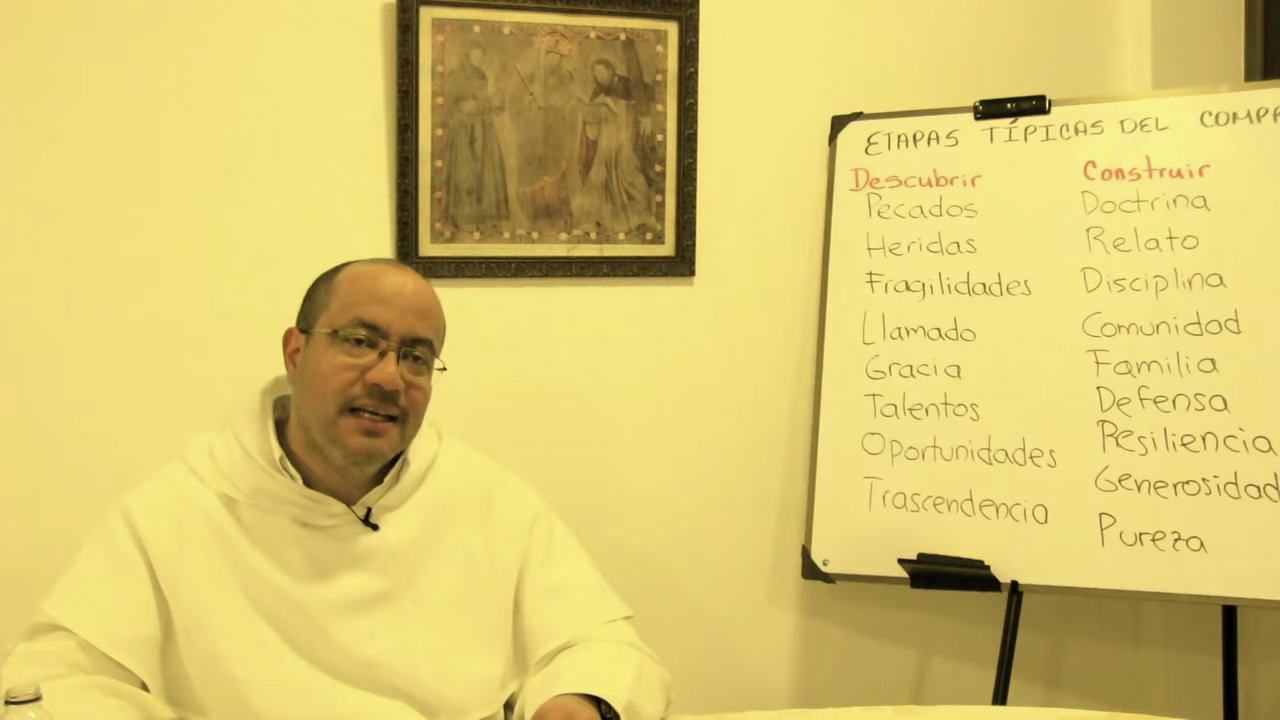 ETAPAS TÍPICAS DEL COMPA
Descubrir
Pecados
Heridas
Fragilidades
Llamado
Gracia
Talentos
Oportunidades
Trascendencia
Construir
Doctrina
Relato
Disciplina
Comunidad
Familia
Defensa
Resiliencia
Generosidad
Pureza